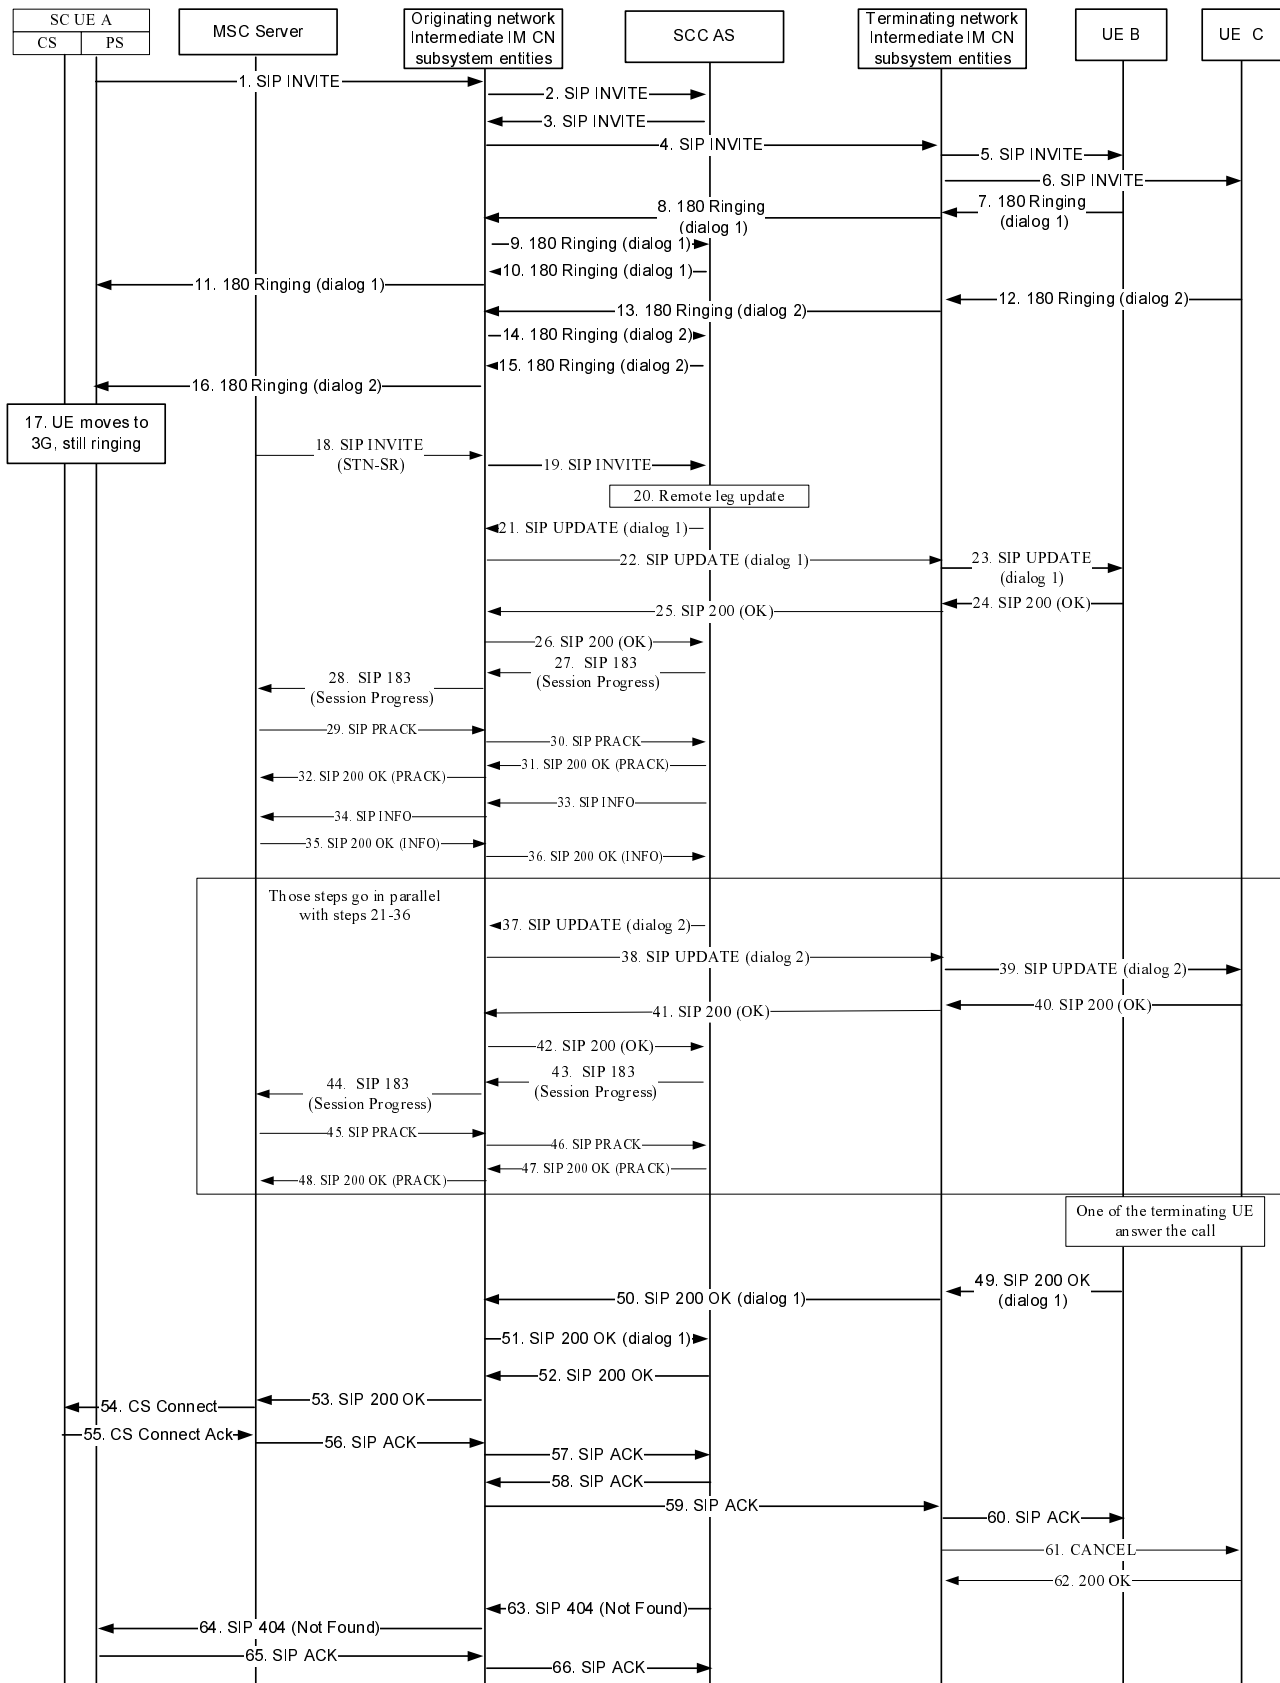 SC UE A
CS
PS
MSC Server
Originating network
Intermediate IM CN
subsystem entities
SCC AS
Terminating network
Intermediate IM CN
subsystem entities
UE B
UE C
1. SIP INVITE
2. SIP INVITE
3. SIP INVITE
4. SIP INVITE
5. SIP INVITE
6. SIP INVITE
7. 180 Ringing
(dialog 1)
8. 180 Ringing
(dialog 1)
9. 180 Ringing (dialog 1)
10. 180 Ringing (dialog 1)
11. 180 Ringing (dialog 1)
12. 180 Ringing (dialog 2)
13. 180 Ringing (dialog 2)
14. 180 Ringing (dialog 2)
15. 180 Ringing (dialog 2)
16. 180 Ringing (dialog 2)
17. UE moves to
3G, still ringing
18. SIP INVITE
(STN-SR)
19. SIP INVITE
20. Remote leg update
21. SIP UPDATE (dialog 1)
22. SIP UPDATE (dialog 1)
23. SIP UPDATE
(dialog 1)
24. SIP 200 (OK)
25. SIP 200 (OK)
26. SIP 200 (OK)
27. SIP 183
(Session Progress)
28. SIP 183
(Session Progress)
29. SIP PRACK
30. SIP PRACK
31. SIP 200 OK (PRACK)
32. SIP 200 OK (PRACK)
33. SIP INFO
34. SIP INFO
35. SIP 200 OK (INFO)
36. SIP 200 OK (INFO)
Those steps go in parallel
with steps 21-36
37. SIP UPDATE (dialog 2)
38. SIP UPDATE (dialog 2)
39. SIP UPDATE (dialog 2)
40. SIP 200 (OK)
41. SIP 200 (OK)
42. SIP 200 (OK)
43. SIP 183
(Session Progress)
44. SIP 183
(Session Progress)
45. SIP PRACK
46. SIP PRACK
47. SIP 200 OK (PRACK)
48. SIP 200 OK (PRACK)
One of the terminating UE
answer the call
49. SIP 200 OK
(dialog 1)
50. SIP 200 OK (dialog 1)
51. SIP 200 OK (dialog 1)
52. SIP 200 OK
53. SIP 200 OK
54. CS Connect
55. CS Connect Ack
56. SIP ACK
57. SIP ACK
58. SIP ACK
59. SIP ACK
60. SIP ACK
61. CANCEL
62. 200 OK
63. SIP 404 (Not Found)
64. SIP 404 (Not Found)
65. SIP ACK
66. SIP ACK